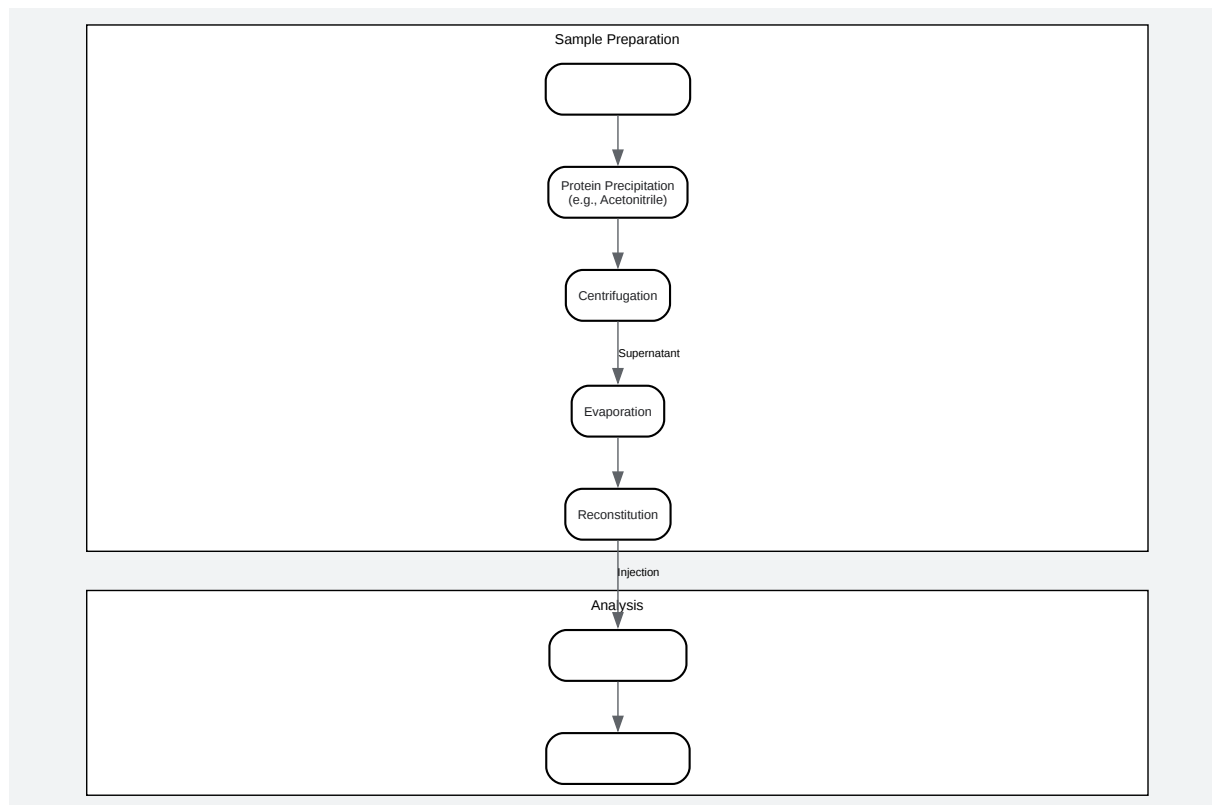 Sample Preparation
Protein Precipitation
(e.g., Acetonitrile)
Centrifugation
Supernatant
Evaporation
Reconstitution
Injection
Analysis